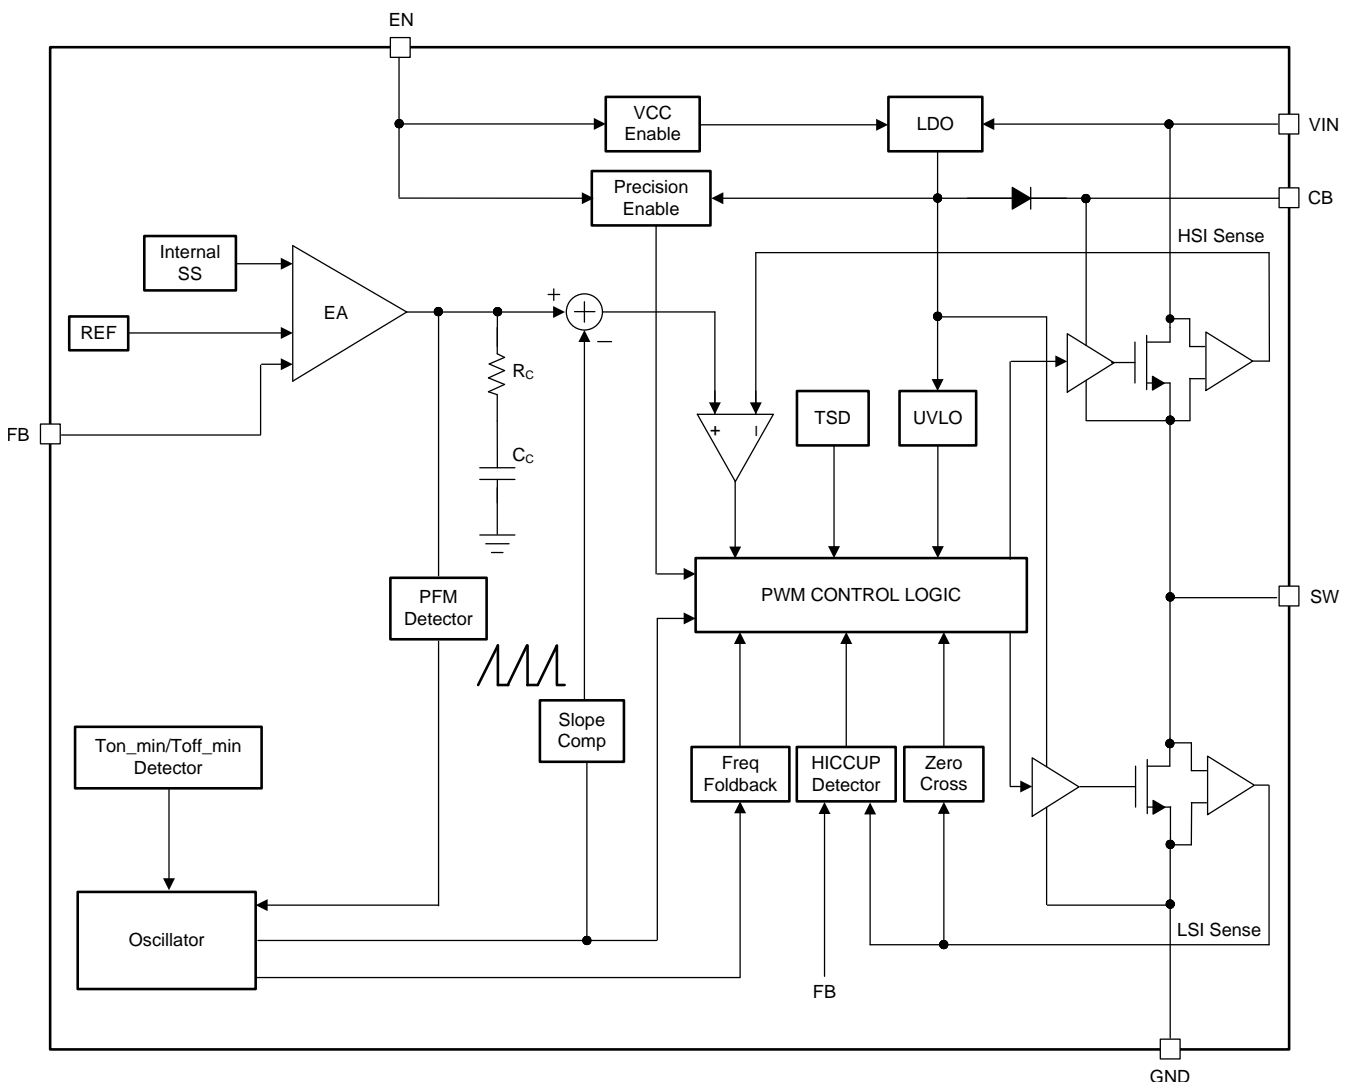 EN
VCC
Enable
LDO
VIN
Precision
Enable
CB
HSI Sense
Internal
SS
EA
+
+
−
REF
RC
FB
TSD
UVLO
+
−
CC
PWM CONTROL LOGIC
SW
PFM
Detector
Slope
Comp
Ton_min/Toff_min
Detector
Freq
Foldback
HICCUP
Detector
Zero
Cross
Oscillator
LSI Sense
FB
GND